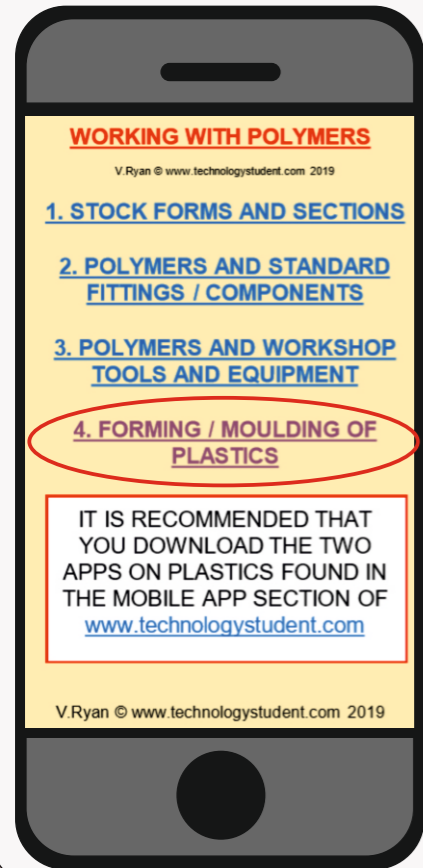 WORKING WITH POLYMERS
V.Ryan © www.technologystudent.com 2019
1. STOCK FORMS AND SECTIONS
2. POLYMERS AND STANDARD
FITTINGS / COMPONENTS
3. POLYMERS AND WORKSHOP
TOOLS AND EQUIPMENT
4. FORMING / MOULDING OF
PLASTICS
IT IS RECOMMENDED THAT
YOU DOWNLOAD THE TWO
APPS ON PLASTICS FOUND IN
THE MOBILE APP SECTION OF
www.technologystudent.com
V.Ryan © www.technologystudent.com 2019